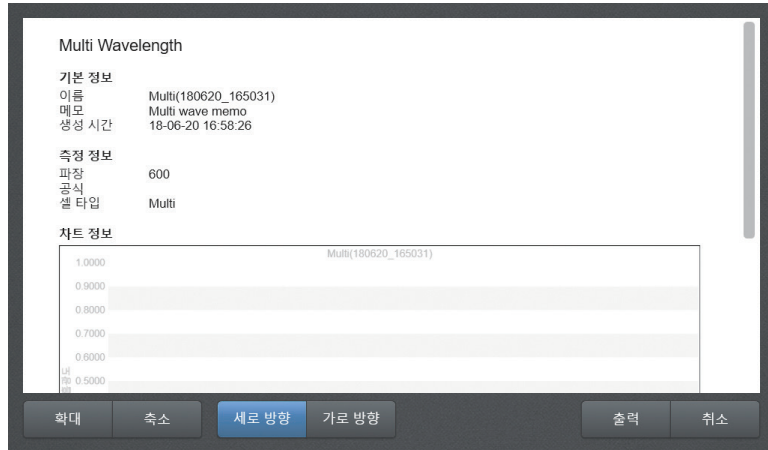 Multi Wavelength
기본 정보
이름 Multi(180620_165031)
메모 Multi wave memo
생성 시간 18-06-20 16:58:26
측정 정보
파장 600
공식
셀 타입 Multi
차트 정보
Multi(180620_165031)
1.0000
0.9000
0.8000
0.7000
0.6000
0.5000
확대 축소 세로 방향 가로 방향 출력 취소